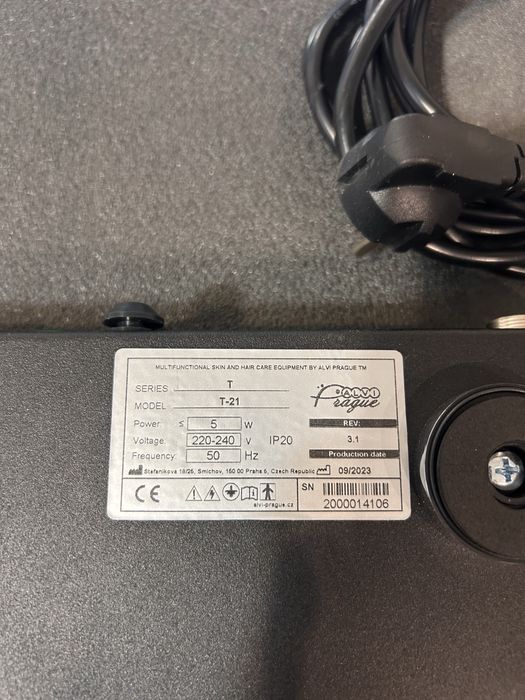 MULTIFUNCTIONAL SKIN AND HAIR CARE EQUIPMENT BY ALVI PRAGUE ™
SERIES T
MODEL T-21
ALVI
Prague
Power: ≤ 5 W
REV:
Voltage: 220-240 V IP20
3.1
Frequency: 50 Hz
Production date
Stefanikova 18/25, Smichov, 150 00 Praha 5, Czech Republic 09/2023
CE
alvi-prague.cz
SN
2000014106